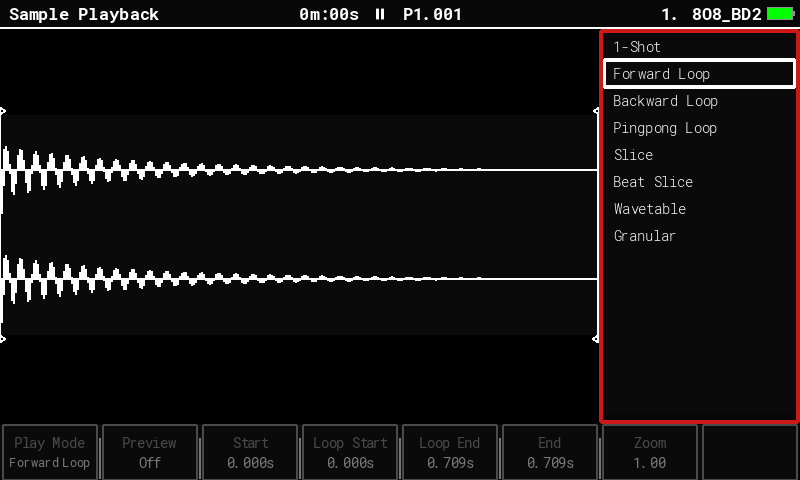 Sample Playback 0m:00s P1.001 1. 808_BD2
1-Shot
Forward Loop
Backward Loop
Pingpong Loop
Slice
Beat Slice
Wavetable
Granular
Play Mode Preview Start Loop Start Loop End End Zoom
Forward Loop Off 0.000s 0.000s 0.709s 0.709s 1.00